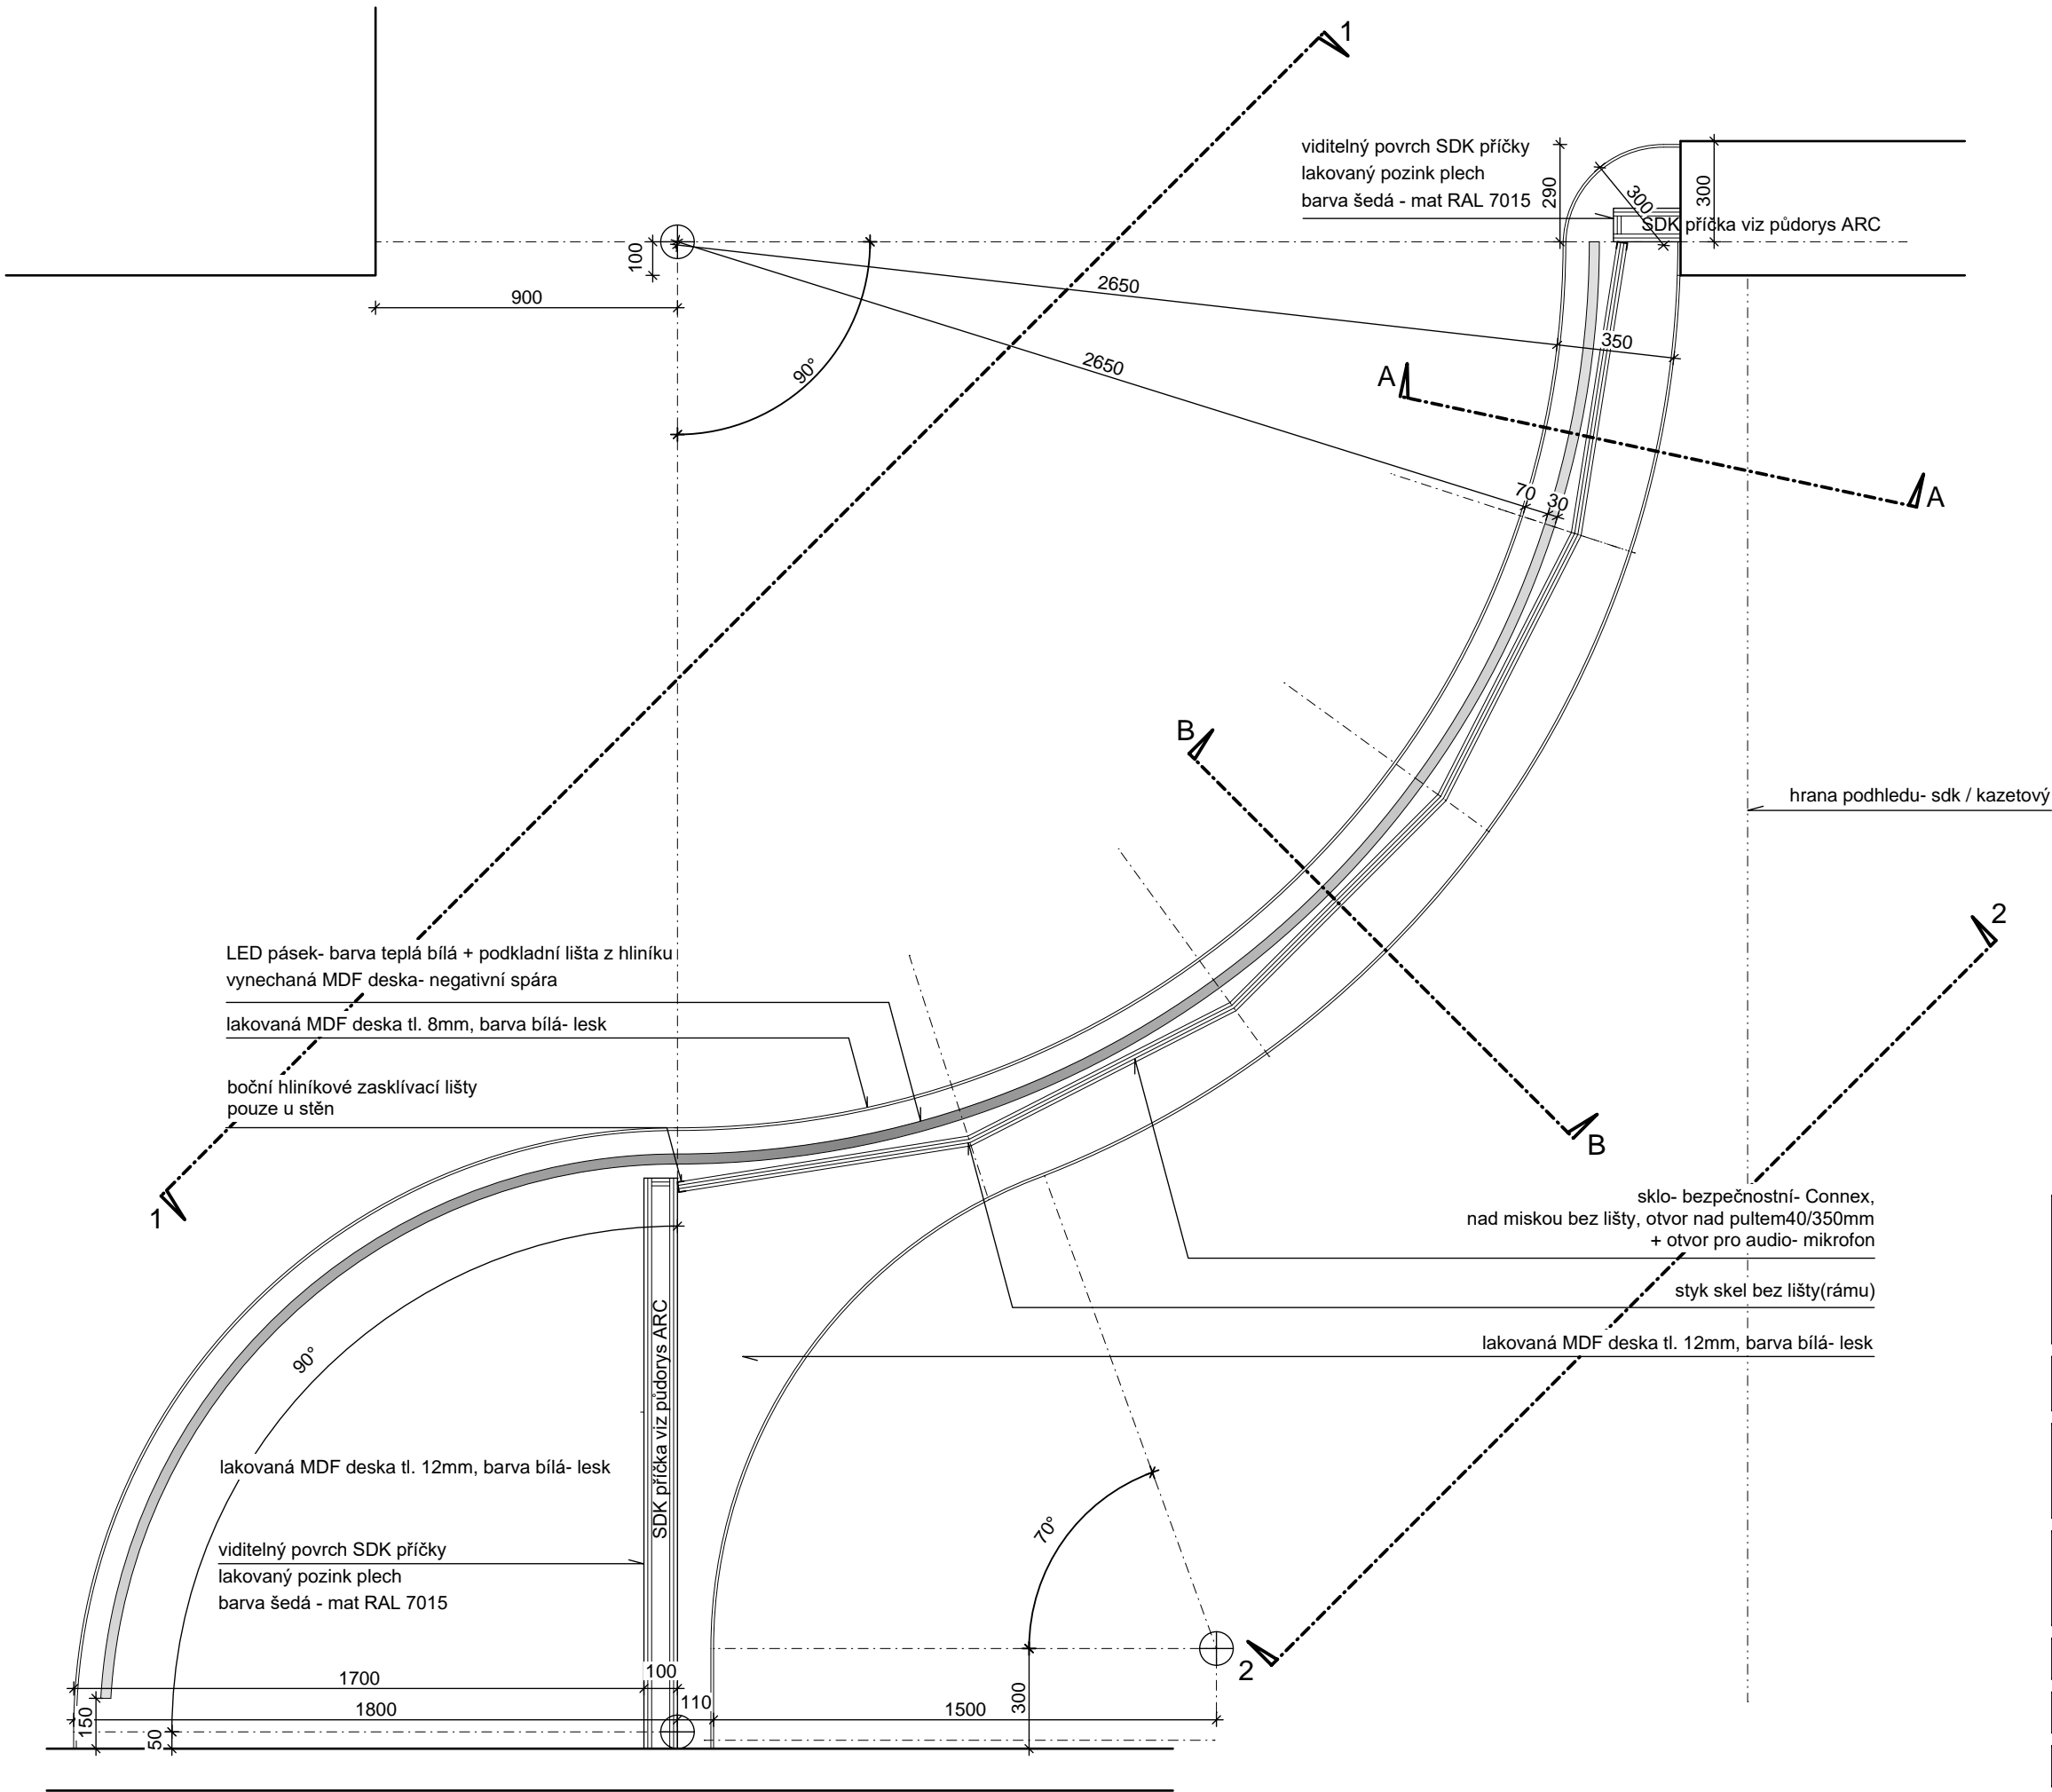 1
viditelný povrch SDK příčky
lakovaný pozink plech
barva šedá - mat RAL 7015
290
300
300
SDK příčka viz půdorys ARC
100
900
2650
350
90°
2650
A
70
30
A
B
hrana podhledu- sdk / kazetový
2
LED pásek- barva teplá bílá + podkladní lišta z hliníku
vynechaná MDF deska- negativní spára
lakovaná MDF deska tl. 8mm, barva bílá- lesk
boční hliníkové zasklívací lišty
pouze u stěn
B
1
sklo- bezpečnostní- Connex,
nad miskou bez lišty, otvor nad pultem40/350mm
+ otvor pro audio- mikrofon
styk skel bez lišty(rámu)
lakovaná MDF deska tl. 12mm, barva bílá- lesk
90°
SDK příčka viz půdorys ARC
lakovaná MDF deska tl. 12mm, barva bílá- lesk
70°
viditelný povrch SDK příčky
lakovaný pozink plech
barva šedá - mat RAL 7015
2
1700
100
110
1800
1500
300
150
50